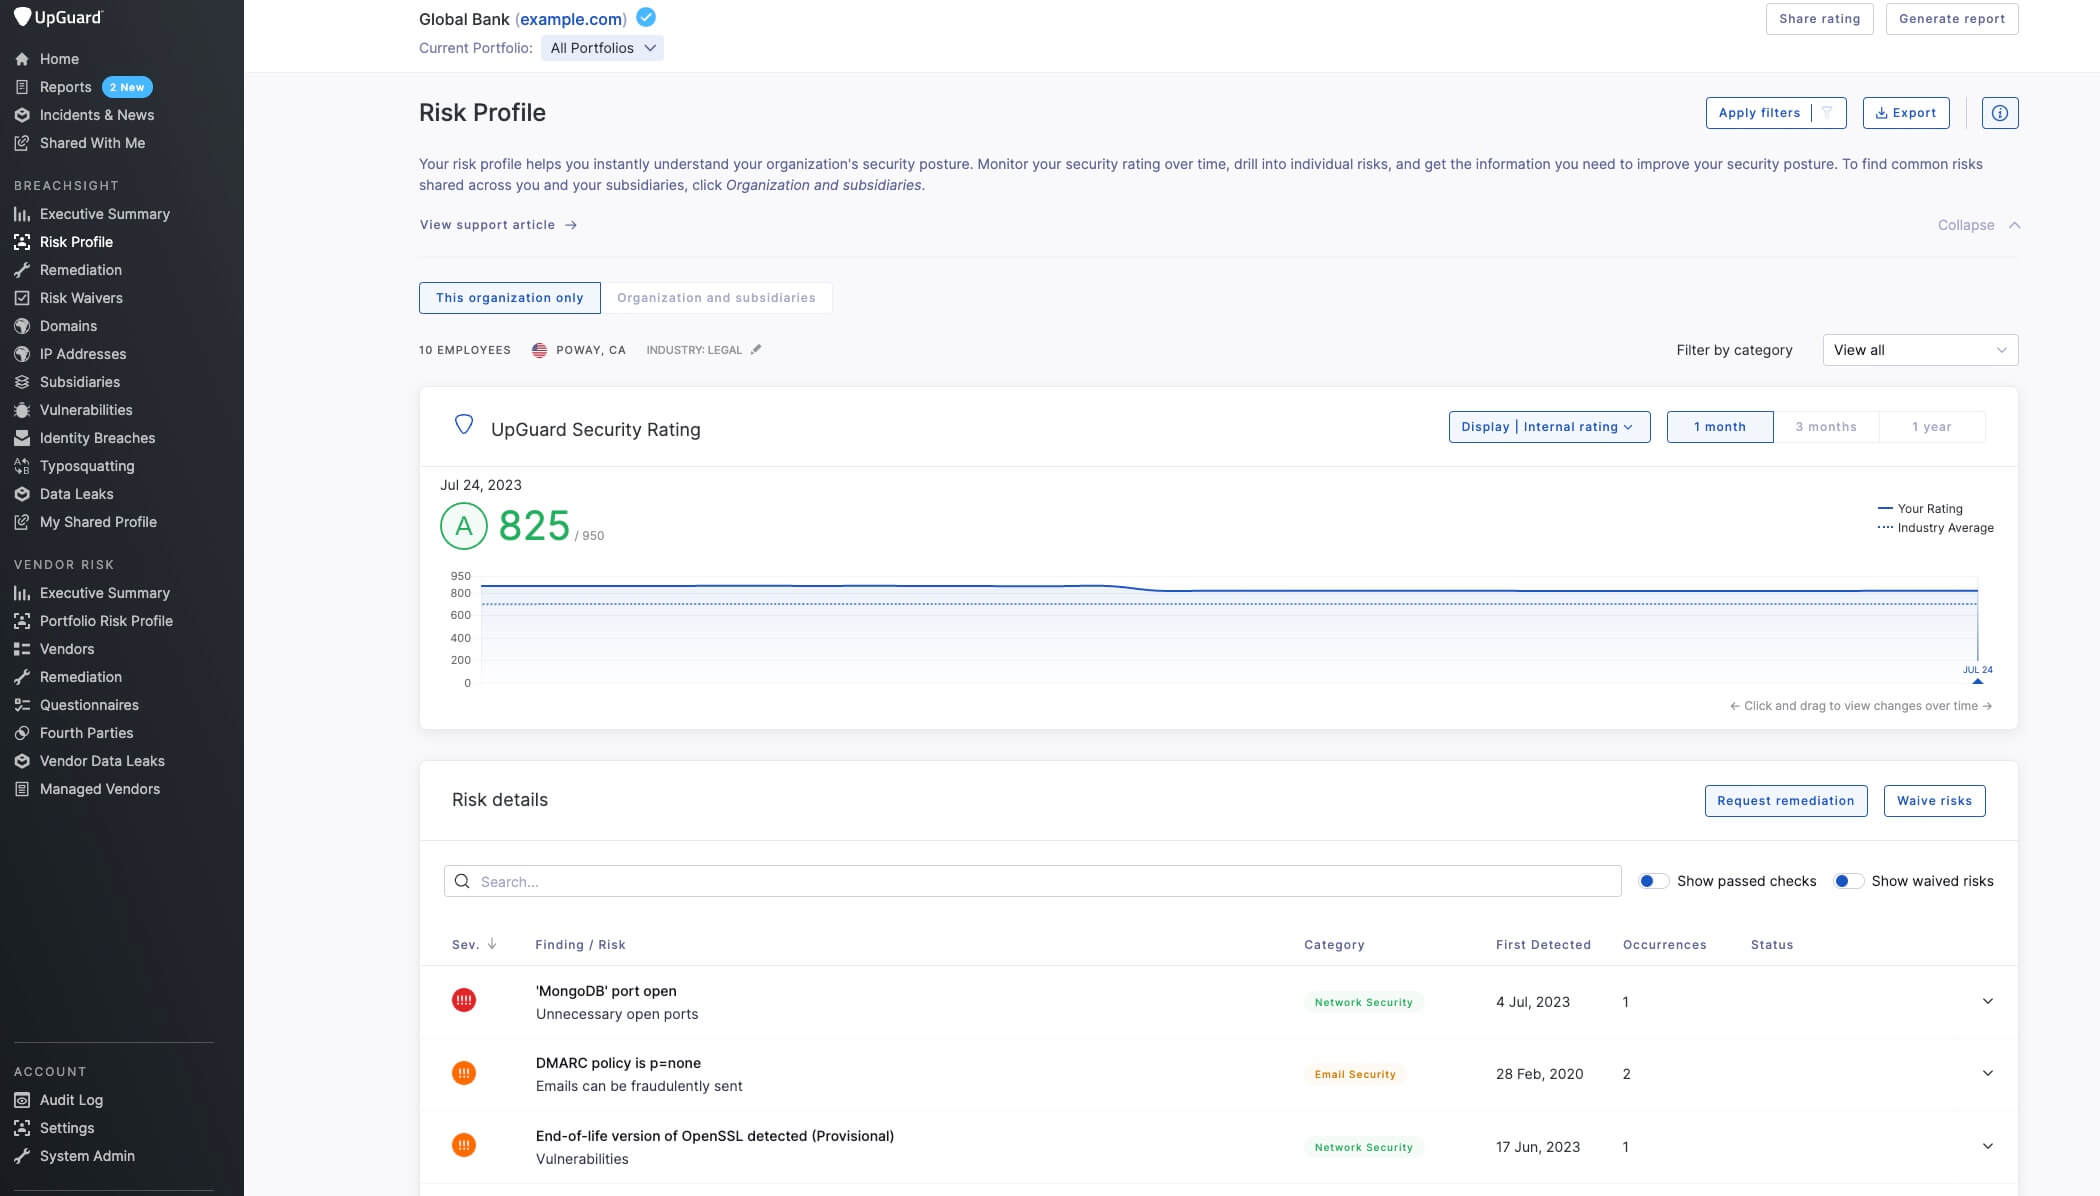 UpGuard
Home
Reports 2 New
Incidents & News
Shared With Me
BREACHSIGHT
Executive Summary
Risk Profile
Remediation
Risk Waivers
Domains
IP Addresses
Subsidiaries
Vulnerabilities
Identity Breaches
Typosquatting
Data Leaks
My Shared Profile
VENDOR RISK
Executive Summary
Portfolio Risk Profile
Vendors
Remediation
Questionnaires
Fourth Parties
Vendor Data Leaks
Managed Vendors
ACCOUNT
Audit Log
Settings
System Admin
Global Bank (example.com)
Share rating
Generate report
Current Portfolio: All Portfolios
Risk Profile
Apply filters
Export
Your risk profile helps you instantly understand your organization's security posture. Monitor your security rating over time, drill into individual risks, and get the information you need to improve your security posture. To find common risks
shared across you and your subsidiaries, click Organization and subsidiaries.
View support article →
Collapse
This organization only
Organization and subsidiaries
10 EMPLOYEES POWAY, CA INDUSTRY: LEGAL
Filter by category View all
UpGuard Security Rating
Display | Internal rating
1 month
3 months
1 year
Jul 24, 2023
A 825 / 950
Your Rating
Industry Average
950
800
600
400
200
0
JUL 24
← Click and drag to view changes over time →
Risk details
Request remediation
Waive risks
Search...
Show passed checks
Show waived risks
Sev. ↓ Finding / Risk Category First Detected Occurrences Status
!!!! 'MongoDB' port open
Unnecessary open ports
Network Security 4 Jul, 2023 1
!!! DMARC policy is p=none
Emails can be fraudulently sent
Email Security 28 Feb, 2020 2
!!! End-of-life version of OpenSSL detected (Provisional)
Vulnerabilities
Network Security 17 Jun, 2023 1